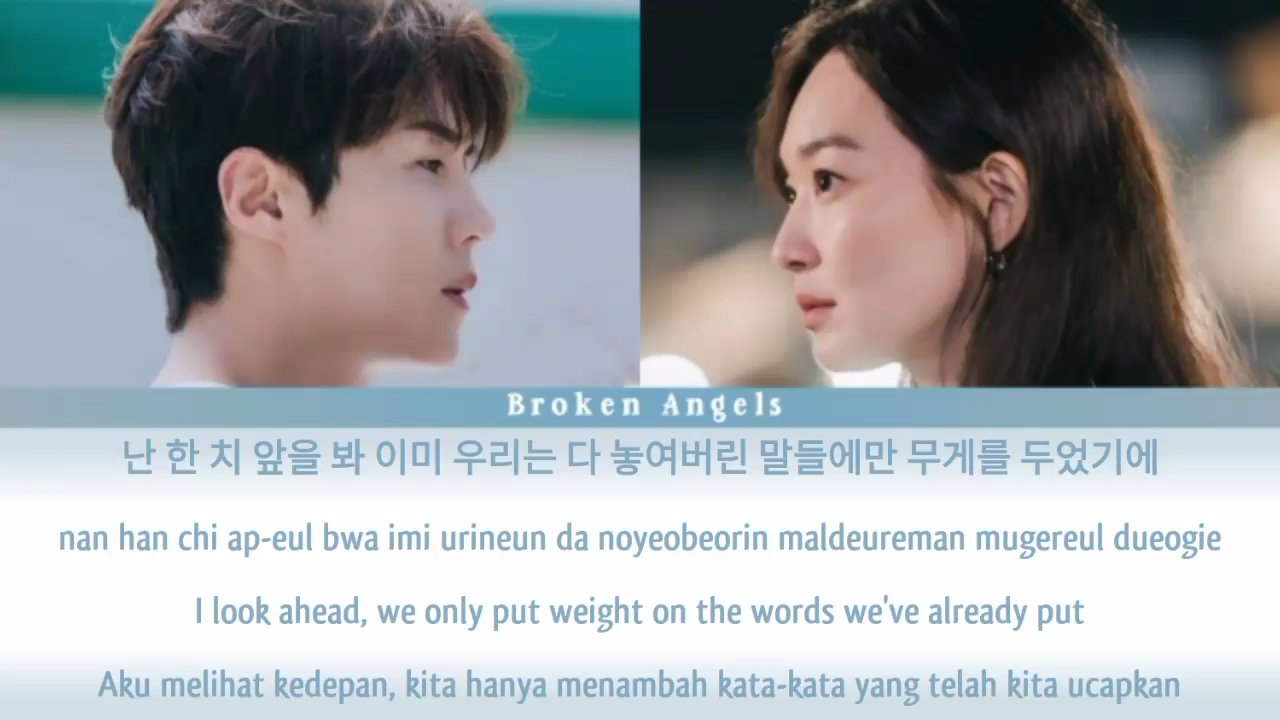 Broken Angels
난 한 치 앞을 봐 이미 우리는 다 놓여버린 말들에만 무게를 두었기에
nan han chi ap-eul bwa imi urineun da noyeobeorin maldeureman mugereul dueogie
I look ahead, we only put weight on the words we've already put
Aku melihat kedepan, kita hanya menambah kata-kata yang telah kita ucapkan